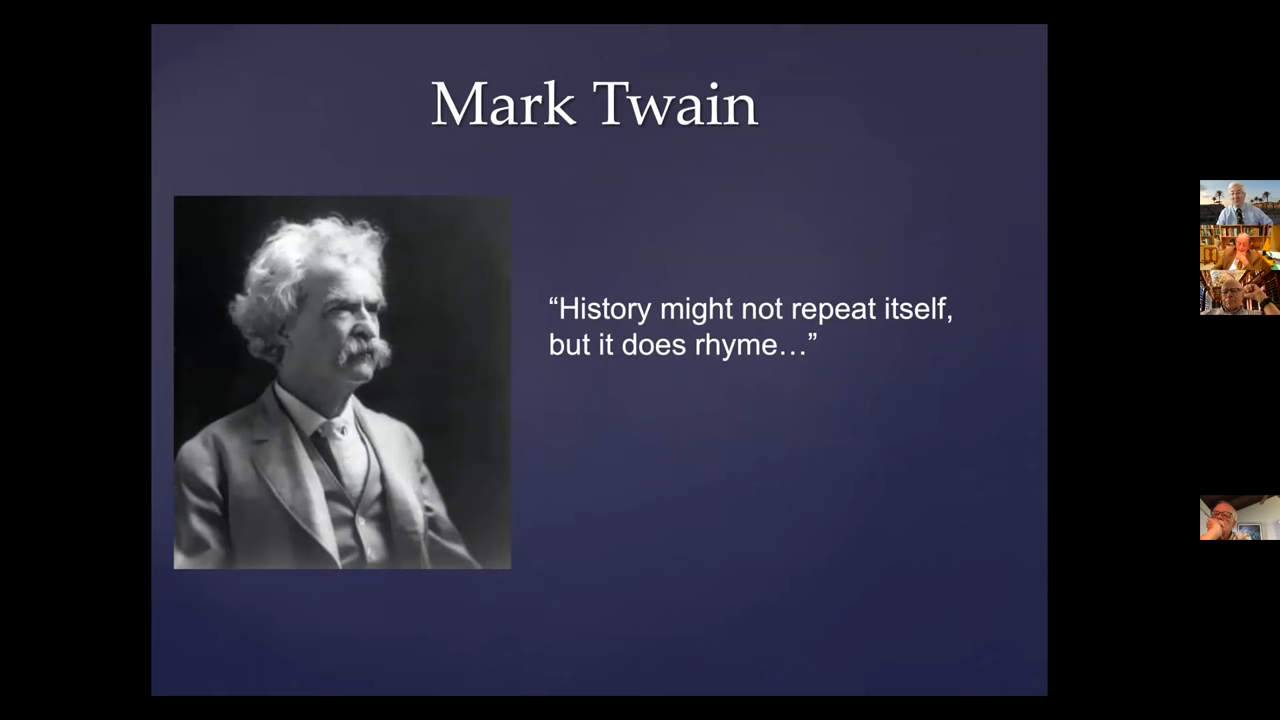 Mark Twain
“History might not repeat itself,
but it does rhyme…”